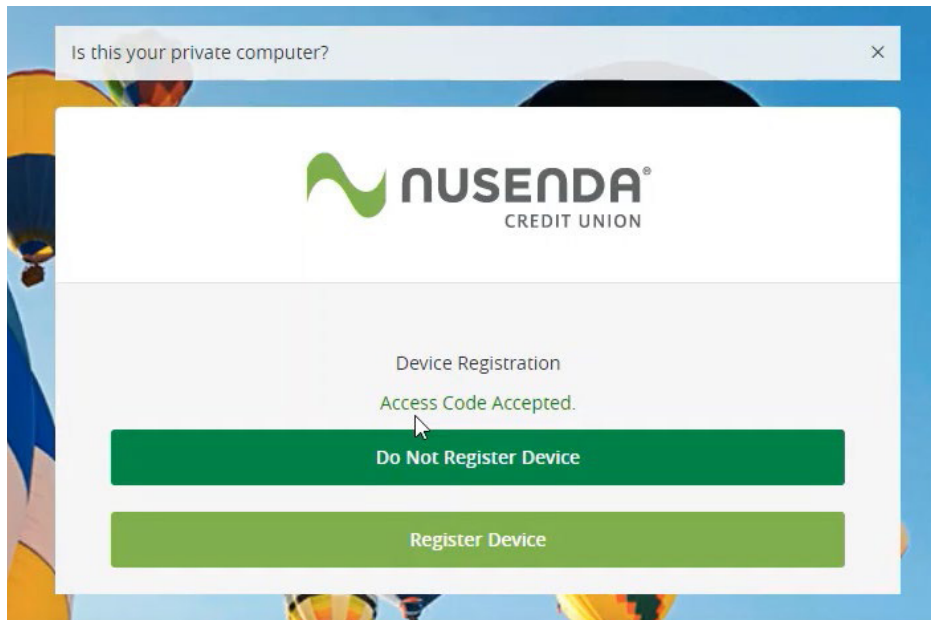 Is this your private computer?
NUSENDA®
CREDIT UNION
Device Registration
Access Code Accepted.
Do Not Register Device
Register Device